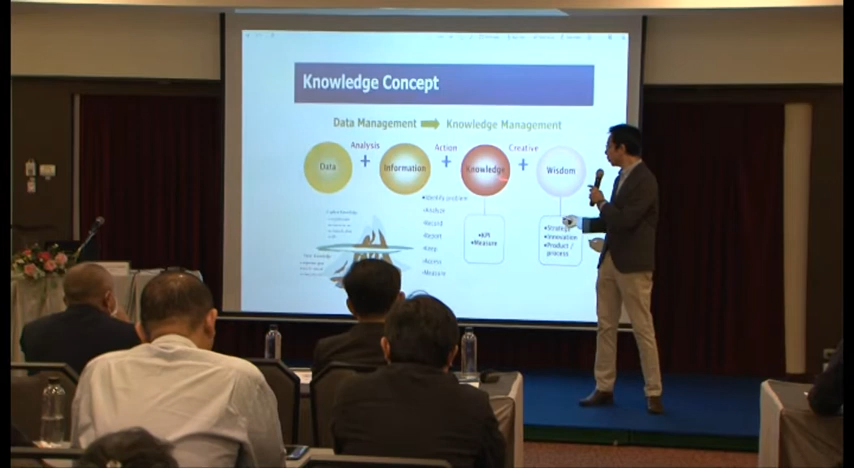 Knowledge Concept
Data Management
Knowledge Management
Analysis
Action
Creative
Data
+
Information
+
Knowledge
+
Wisdom
•Identify problem
-Analyze
-Record
-Report
-Keep
-Access
-Measure
•KPI
•Measure
•Strategy
•Innovation
•Product /
process